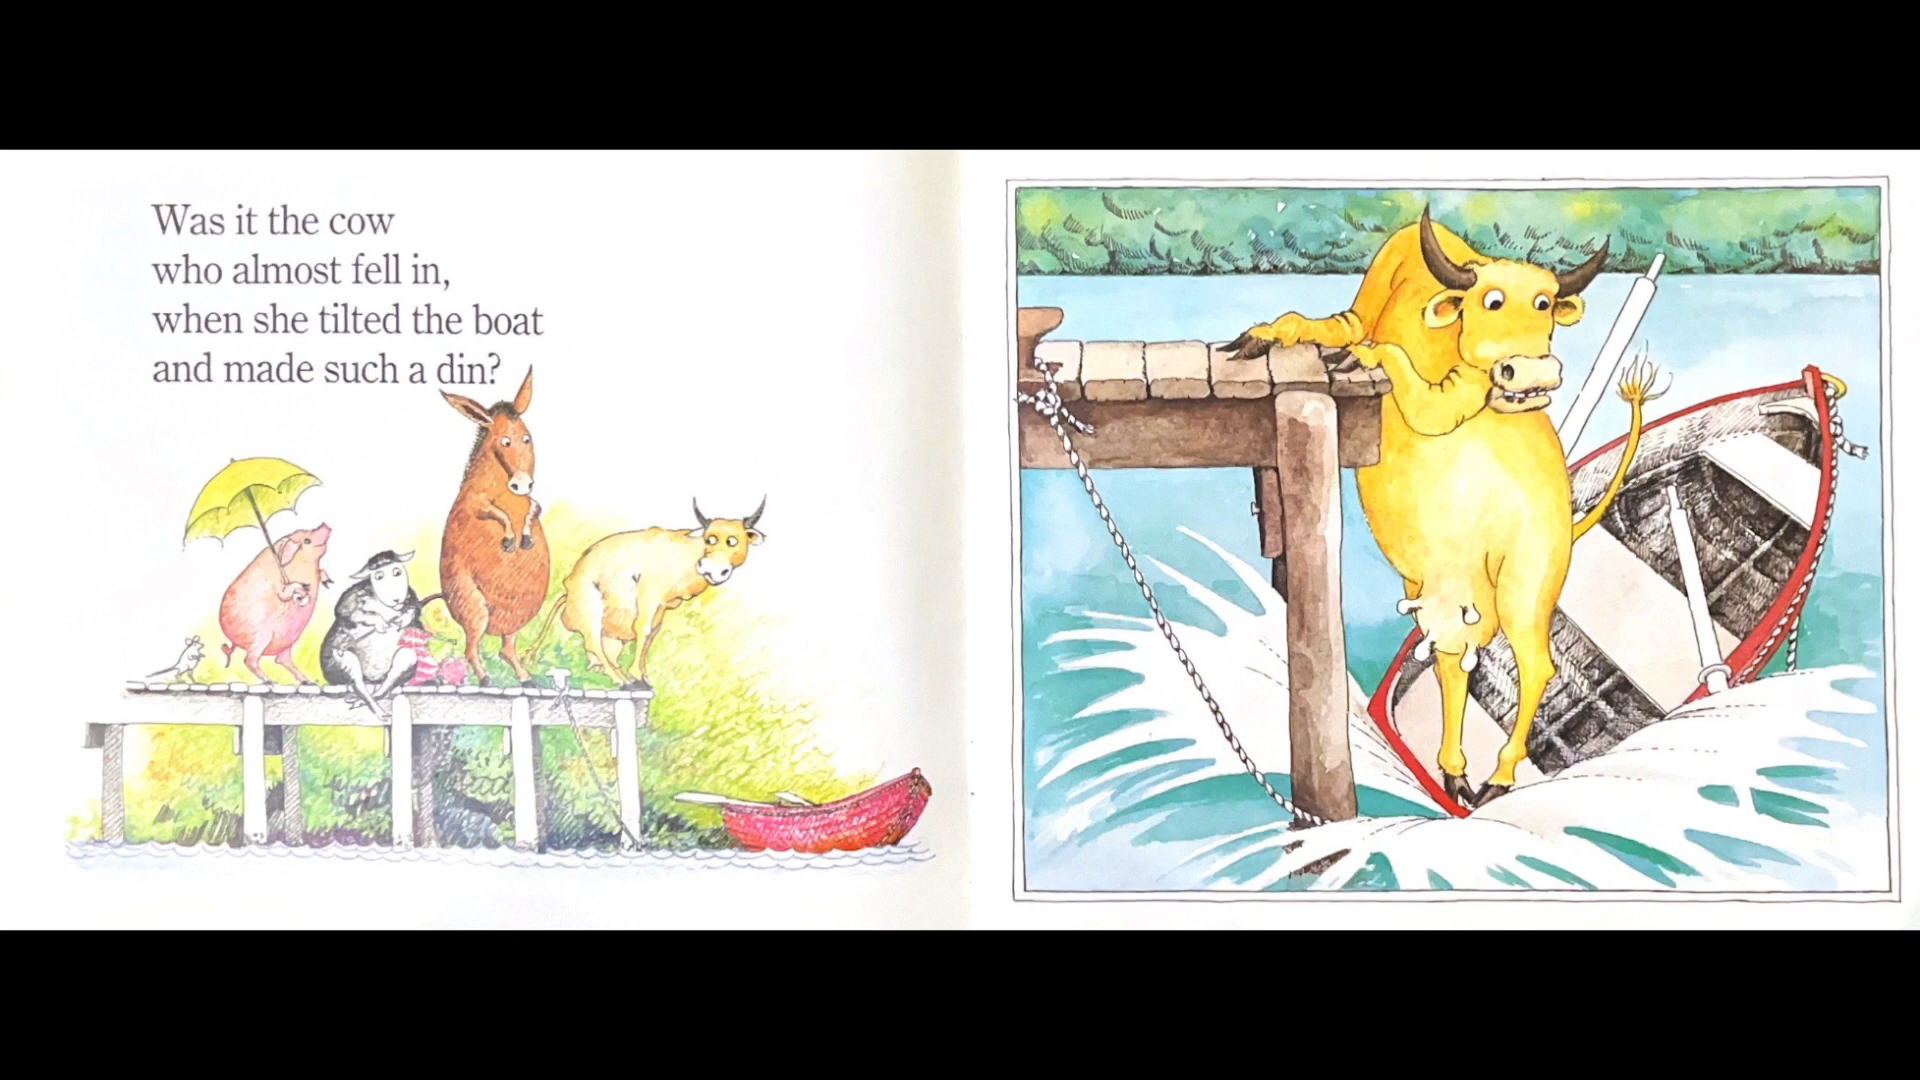 Was it the cow
who almost fell in,
when she tilted the boat
and made such a din?